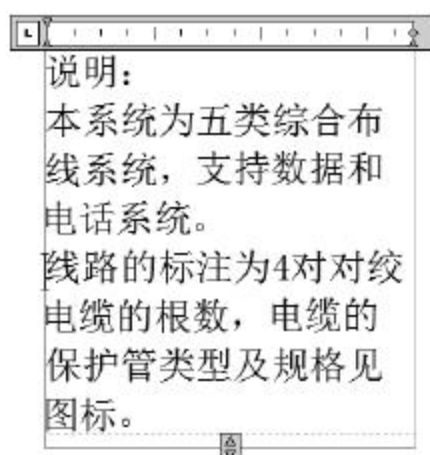 说明：
本系统为五类综合布
线系统，支持数据和
电话系统。
线路的标注为4对对绞
电缆的根数，电缆的
保护管类型及规格见
图标。